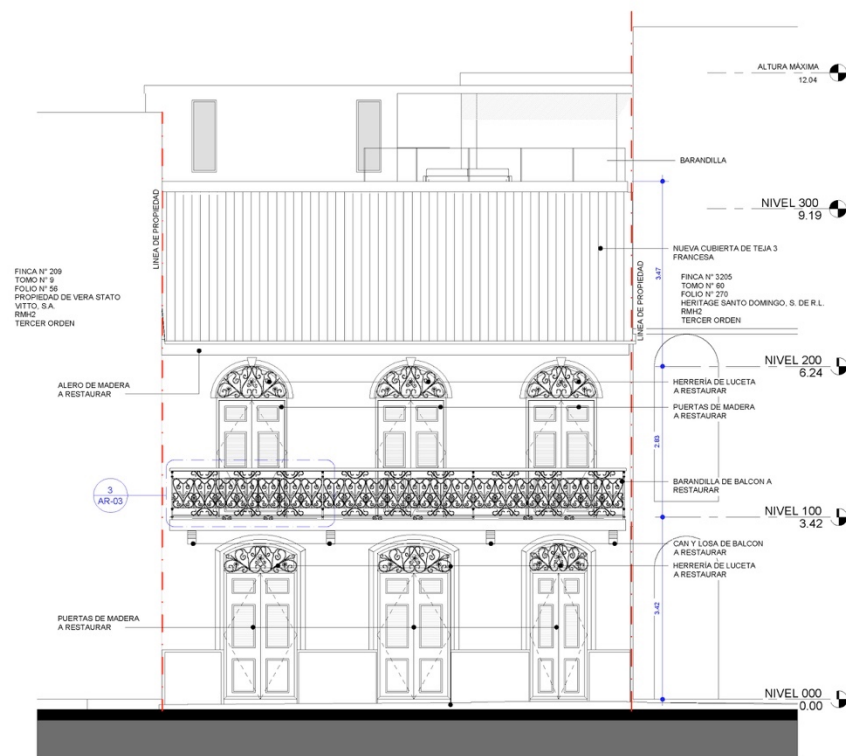 ALTURA MÁXIMA
12.04
BARANDILLA
LINEA DE PROPIEDAD
NIVEL 300
9.19
NUEVA CUBIERTA DE TEJA 3
FRANCESA
3.47
LINEA DE PROPIEDAD
FINCA N° 209
TOMO N° 9
FOLIO N° 56
PROPIEDAD DE VERA STATO
VITTO, S.A.
RMH2
TERCER ORDEN
FINCA N° 3205
TOMO N° 60
FOLIO N° 270
HERITAGE SANTO DOMINGO, S. DE R.L.
RMH2
TERCER ORDEN
NIVEL 200
6.24
ALERO DE MADERA
A RESTAURAR
HERRERÍA DE LUCETA
A RESTAURAR
PUERTAS DE MADERA
A RESTAURAR
2.83
BARANDILLA DE BALCON A
RESTAURAR
3
AR-03
NIVEL 100
3.42
CAN Y LOSA DE BALCON
A RESTAURAR
HERRERÍA DE LUCETA
A RESTAURAR
3.42
PUERTAS DE MADERA
A RESTAURAR
NIVEL 000
0.00